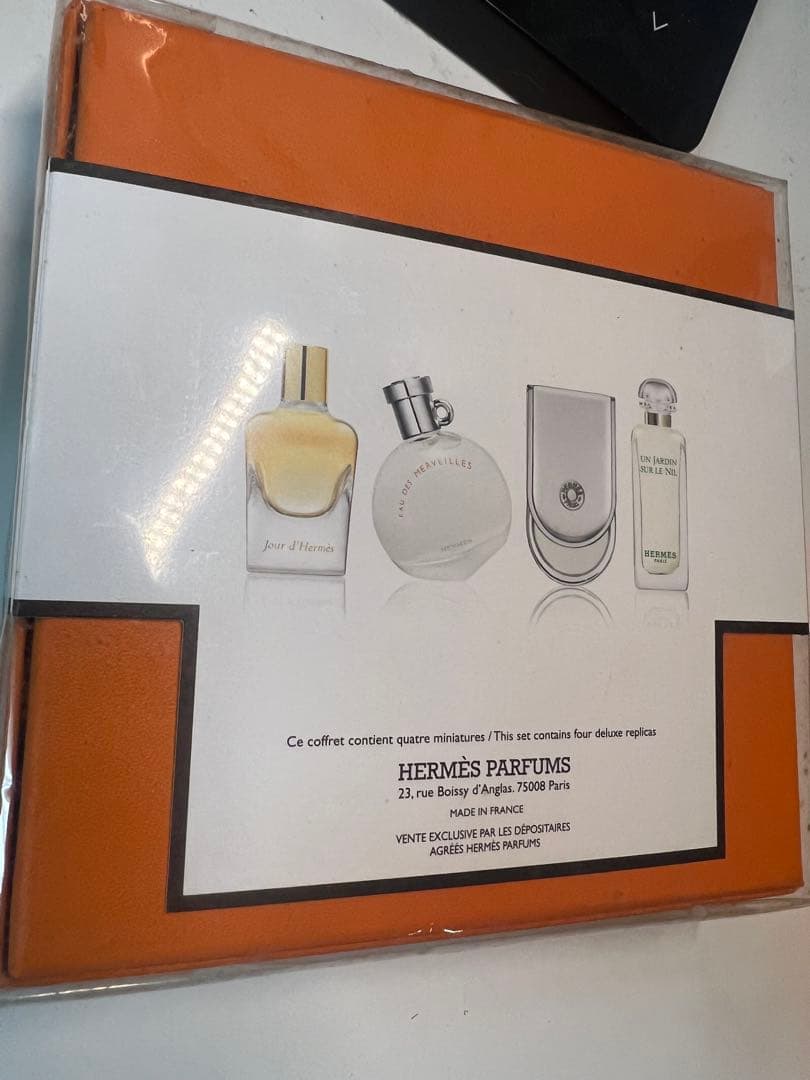 Jour d'Hermès
EAU DES MERVEILLES
HERMÈS
UN JARDIN
SUR LE NIL
HERMÈS
PARIS
Ce coffret contient quatre miniatures / This set contains four deluxe replicas
HERMÈS PARFUMS
23, rue Boissy d'Anglas. 75008 Paris
MADE IN FRANCE
VENTE EXCLUSIVE PAR LES DÉPOSITAIRES
AGRÉÉS HERMÈS PARFUMS